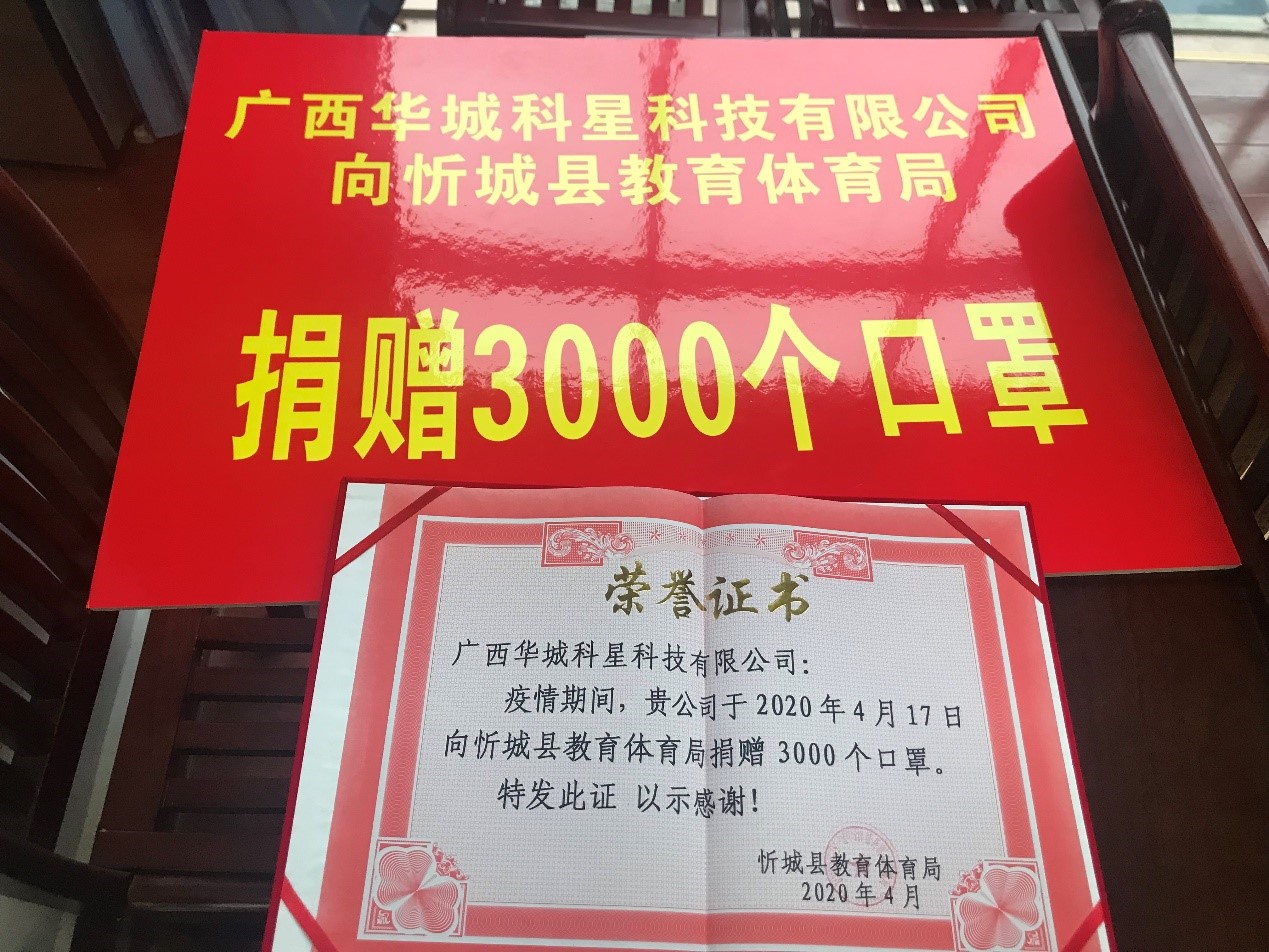 广西华城科星科技有限公司
向忻城县教育体育局
捐赠3000个口罩
荣誉证书
广西华城科星科技有限公司：
疫情期间，贵公司于2020年4月17日
向忻城县教育体育局捐赠3000个口罩。
特发此证 以示感谢！
忻城县教育体育局
2020年4月